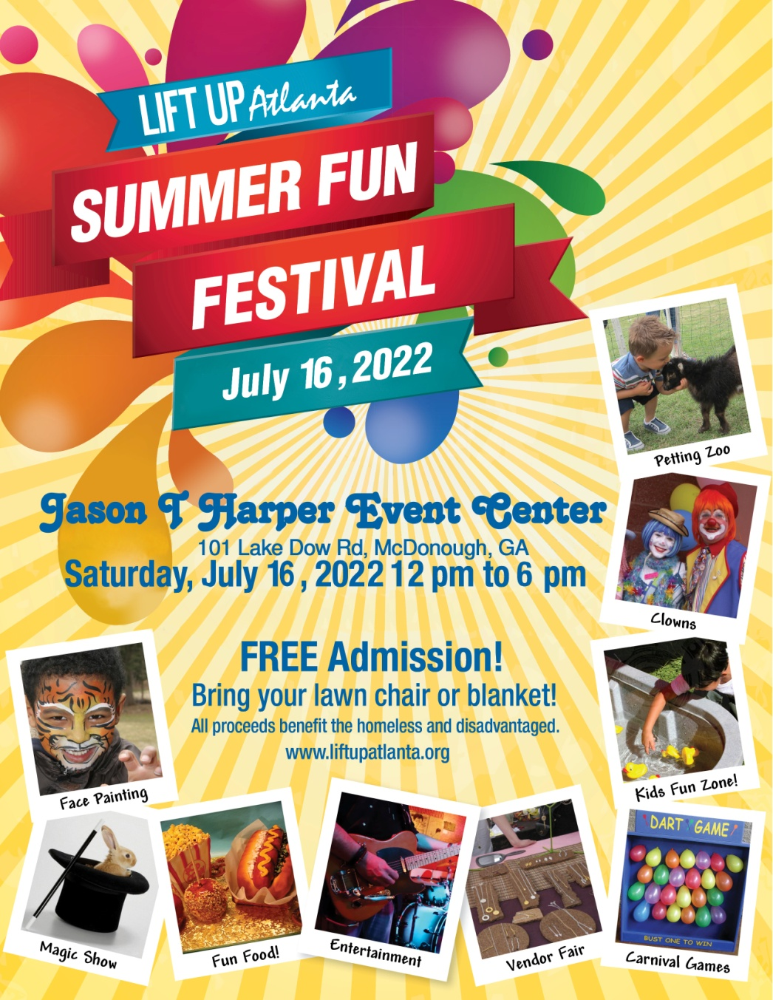 LIFT UP Atlanta
SUMMER FUN
FESTIVAL
July 16, 2022
Jason T Harper Event Center
101 Lake Dow Rd, McDonough, GA
Saturday, July 16, 2022 12 pm to 6 pm
FREE Admission!
Bring your lawn chair or blanket!
All proceeds benefit the homeless and disadvantaged.
www.liftupatlanta.org
Petting Zoo
Clowns
Kids Fun Zone!
Face Painting
Magic Show
Fun Food!
Entertainment
Vendor Fair
DART GAME
BUST ONE TO WIN
Carnival Games